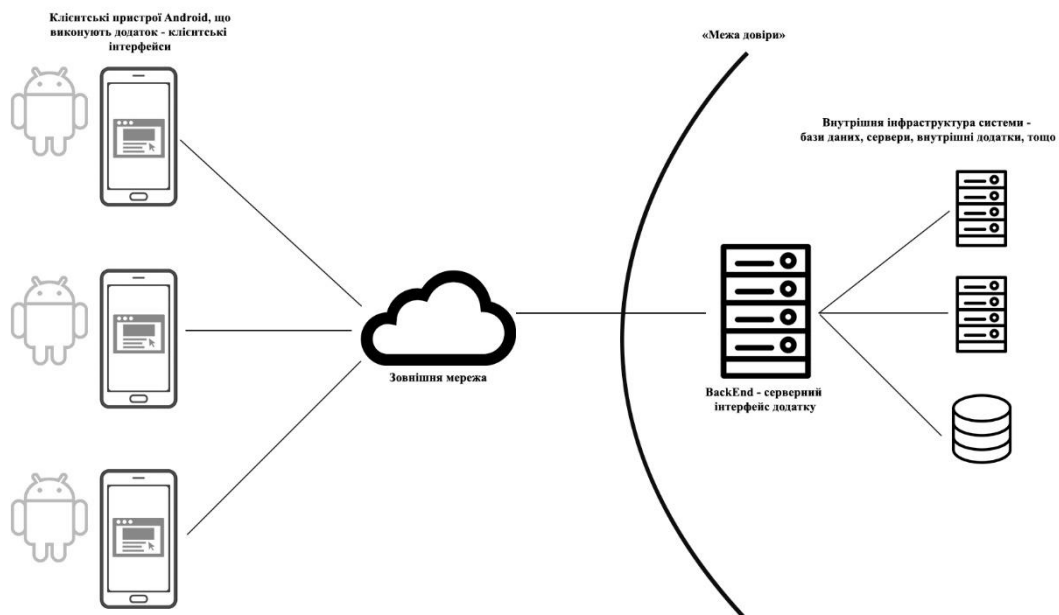 Клієнтські пристрої Android, що
виконують додаток - клієнтські
інтерфейси
«Межа довіри»
Внутрішня інфраструктура системи -
бази даних, сервери, внутрішні додатки, тощо
Зовнішня мережа
BackEnd - серверний
інтерфейс додатку